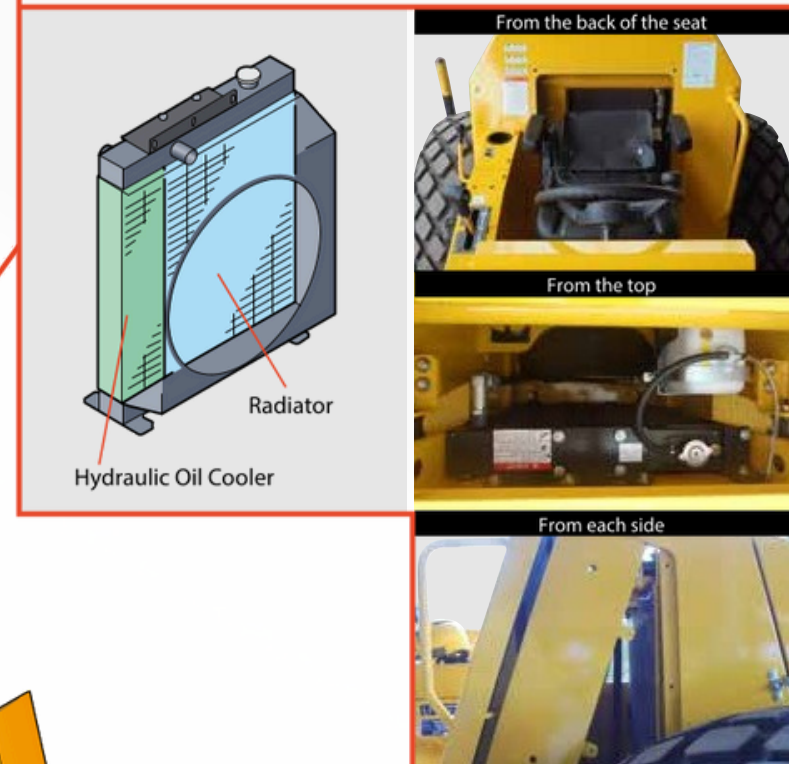 From the back of the seat
Radiator
Hydraulic Oil Cooler
From the top
From each side